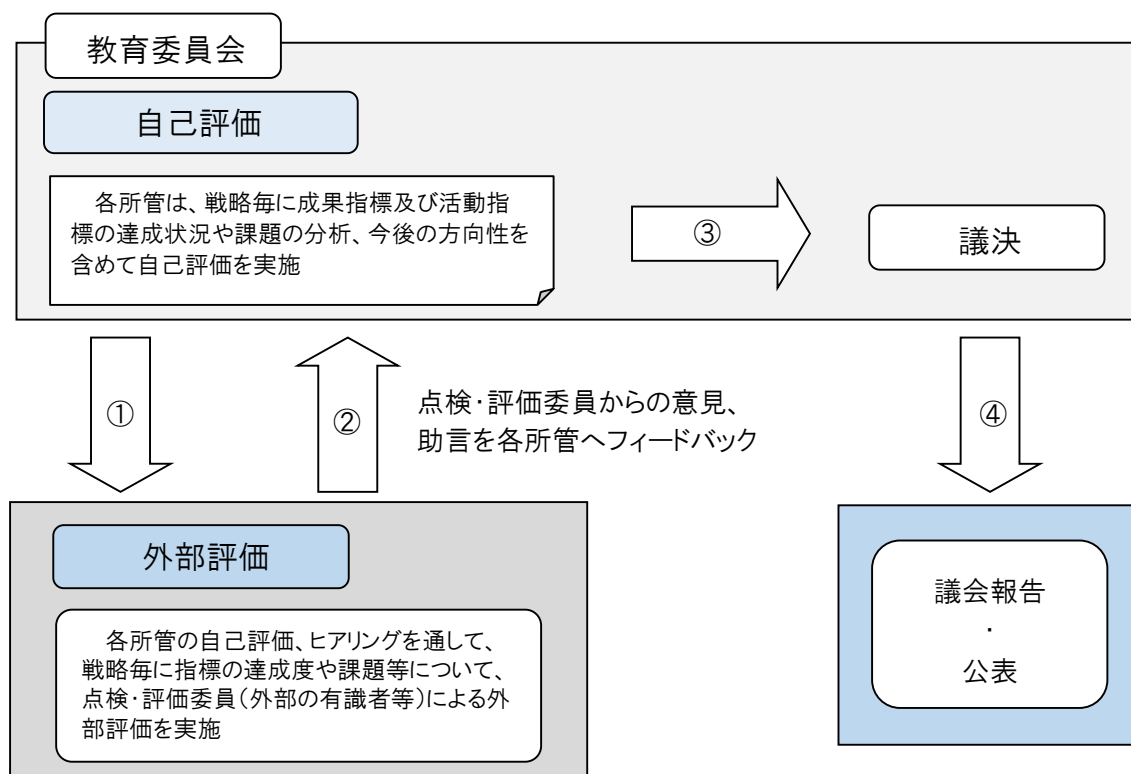 教育委員会
自己評価
各所管は、戦略毎に成果指標及び活動指
標の達成状況や課題の分析、今後の方向性を
含めて自己評価を実施
③
議決
①
②
点検・評価委員からの意見、
助言を各所管へフィードバック
④
外部評価
各所管の自己評価、ヒアリングを通して、
戦略毎に指標の達成度や課題等について、
点検・評価委員(外部の有識者等)による外
部評価を実施
議会報告
・
公表